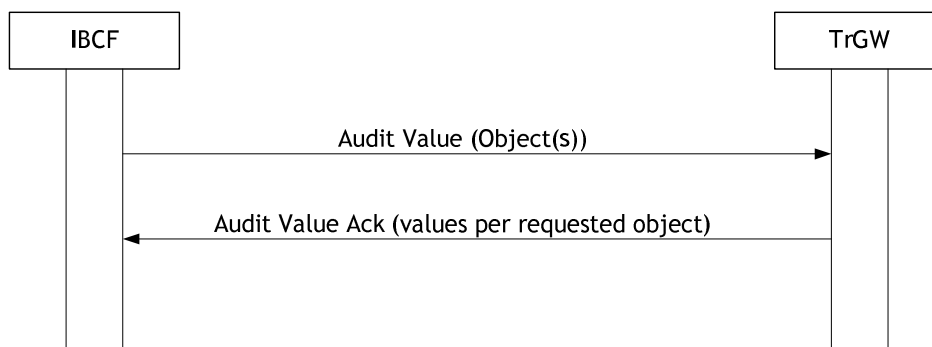 IBCF
TrGW
Audit Value (Object(s))
Audit Value Ack (values per requested object)